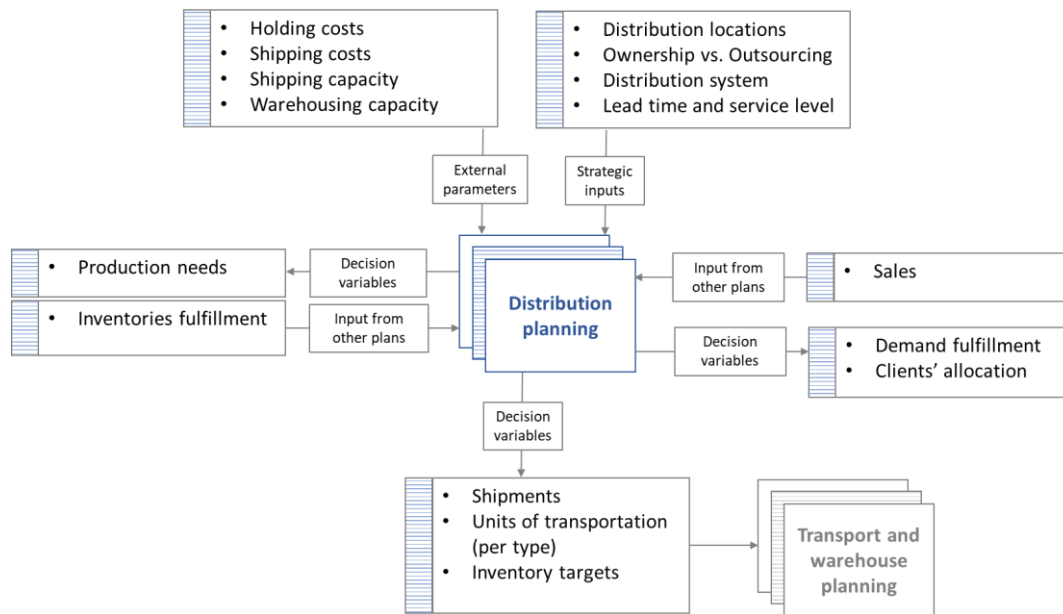 • Holding costs
• Shipping costs
• Shipping capacity
• Warehousing capacity
• Distribution locations
• Ownership vs. Outsourcing
• Distribution system
• Lead time and service level
External
parameters
Strategic
inputs
• Production needs
Decision
variables
• Inventories fulfillment
Input from
other plans
Distribution
planning
Input from
other plans
• Sales
Decision
variables
• Demand fulfillment
• Clients’ allocation
Decision
variables
• Shipments
• Units of transportation
(per type)
• Inventory targets
Transport and
warehouse
planning